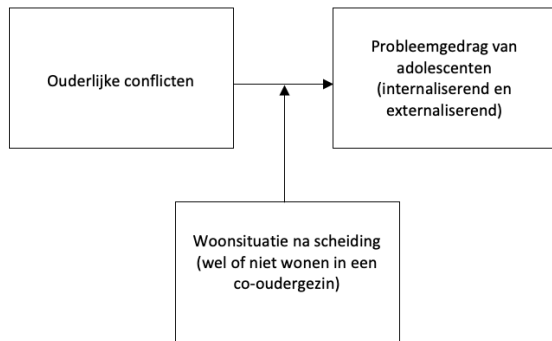 Ouderlijke conflicten
Probleemgedrag van
adolescenten
(internaliserend en
externaliserend)
Woonsituatie na scheiding
(wel of niet wonen in een
co-oudergezin)